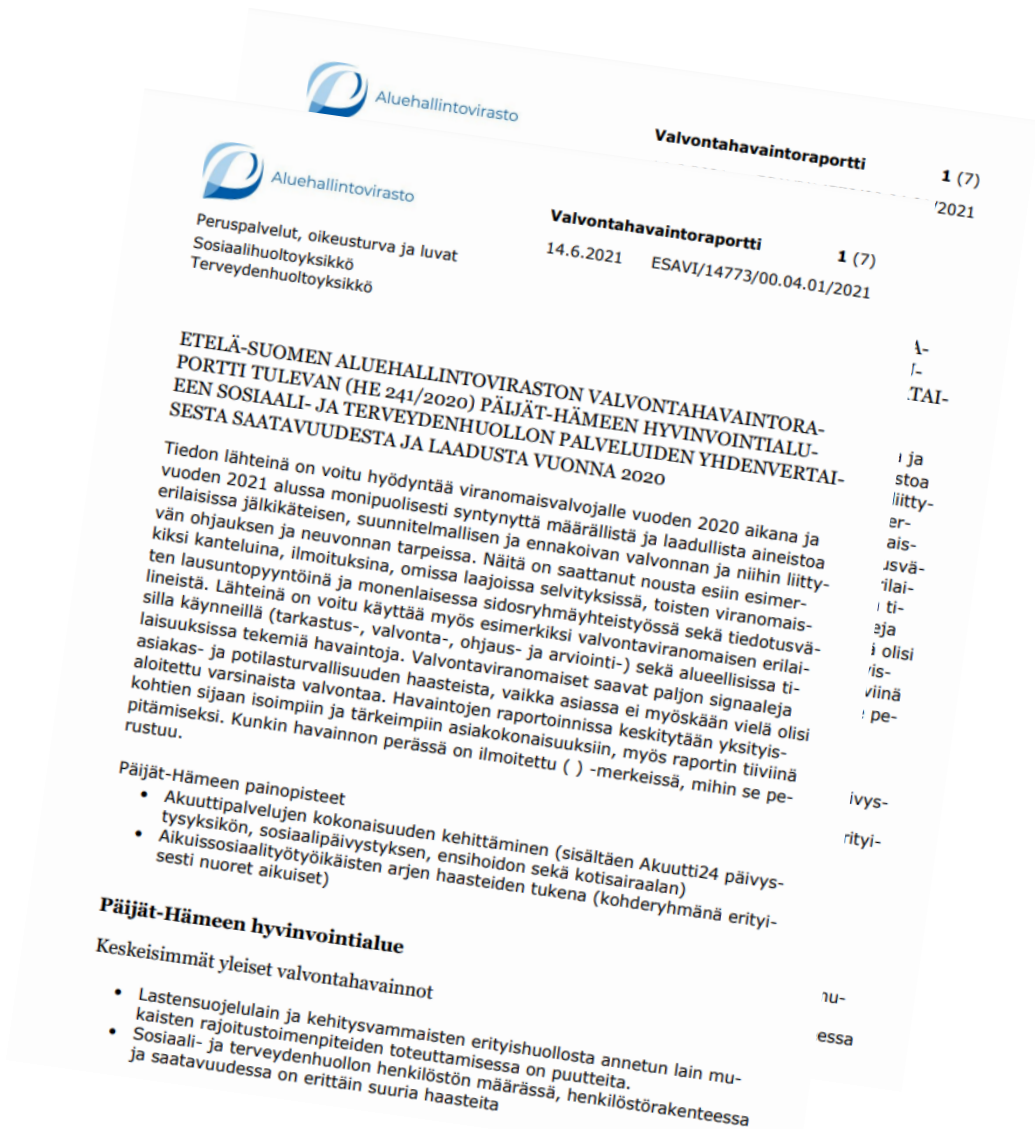 Aluehallintovirasto
Valvontahavaintoraportti 1 (7)
/2021
Aluehallintovirasto
Valvontahavaintoraportti 1 (7)
Peruspalvelut, oikeusturva ja luvat
14.6.2021 ESAVI/14773/00.04.01/2021
Sosiaalihuoltoyksikkö
Terveydenhuoltoyksikkö
ETELÄ-SUOMEN ALUEHALLINTOVIRASTON VALVONTAHAVAINTORA-
PORTTI TULEVAN (HE 241/2020) PÄIJÄT-HÄMEEN HYVINVOINTIALU-
EEN SOSIAALI- JA TERVEYDENHUOLLON PALVELUIDEN YHDENVERTAI-
SESTA SAATAVUUDESTA JA LAADUSTA VUONNA 2020
Tiedon lähteinä on voitu hyödyntää viranomaisvalvojalle vuoden 2020 aikana ja
vuoden 2021 alussa monipuolisesti syntynyttä määrällistä ja laadullista aineistoa
erilaisissa jälkikäteisen, suunnitelmallisen ja ennakoivan valvonnan ja niihin liitty-
vän ohjauksen ja neuvonnan tarpeissa. Näitä on saattanut nousta esiin esimer-
kiksi kanteluina, ilmoituksina, omissa laajoissa selvityksissä, toisten viranomais-
ten lausuntopyyntöinä ja monenlaisessa sidosryhmäyhteistyössä sekä tiedotusvä-
lineistä. Lähteinä on voitu käyttää myös esimerkiksi valvontaviranomaisen erilai-
silla käynneillä (tarkastus-, valvonta-, ohjaus- ja arviointi-) sekä alueellisissa ti-
laisuuksissa tekemiä havaintoja. Valvontaviranomaiset saavat paljon signaaleja
asiakas- ja potilasturvallisuuden haasteista, vaikka asiassa ei myöskään vielä olisi
aloitettu varsinaista valvontaa. Havaintojen raportoinnissa keskitytään yksityis-
kohtien sijaan isoimpiin ja tärkeimpiin asiakokonaisuuksiin, myös raportin tiiviinä
pitämiseksi. Kunkin havainnon perässä on ilmoitettu ( ) -merkeissä, mihin se pe-
rustuu.
Päijät-Hämeen painopisteet
• Akuuttipalvelujen kokonaisuuden kehittäminen (sisältäen Akuutti24 päivys-
tysyksikön, sosiaalipäivystyksen, ensihoidon sekä kotisairaalan)
• Aikuissosiaalityötyöikäisten arjen haasteiden tukena (kohderyhmänä erityi-
sesti nuoret aikuiset)
Päijät-Hämeen hyvinvointialue
Keskeisimmät yleiset valvontahavainnot
• Lastensuojelulain ja kehitysvammaisten erityishuollosta annetun lain mu-
kaisten rajoitustoimenpiteiden toteuttamisessa on puutteita.
• Sosiaali- ja terveydenhuollon henkilöstön määrässä, henkilöstörakenteessa
ja saatavuudessa on erittäin suuria haasteita